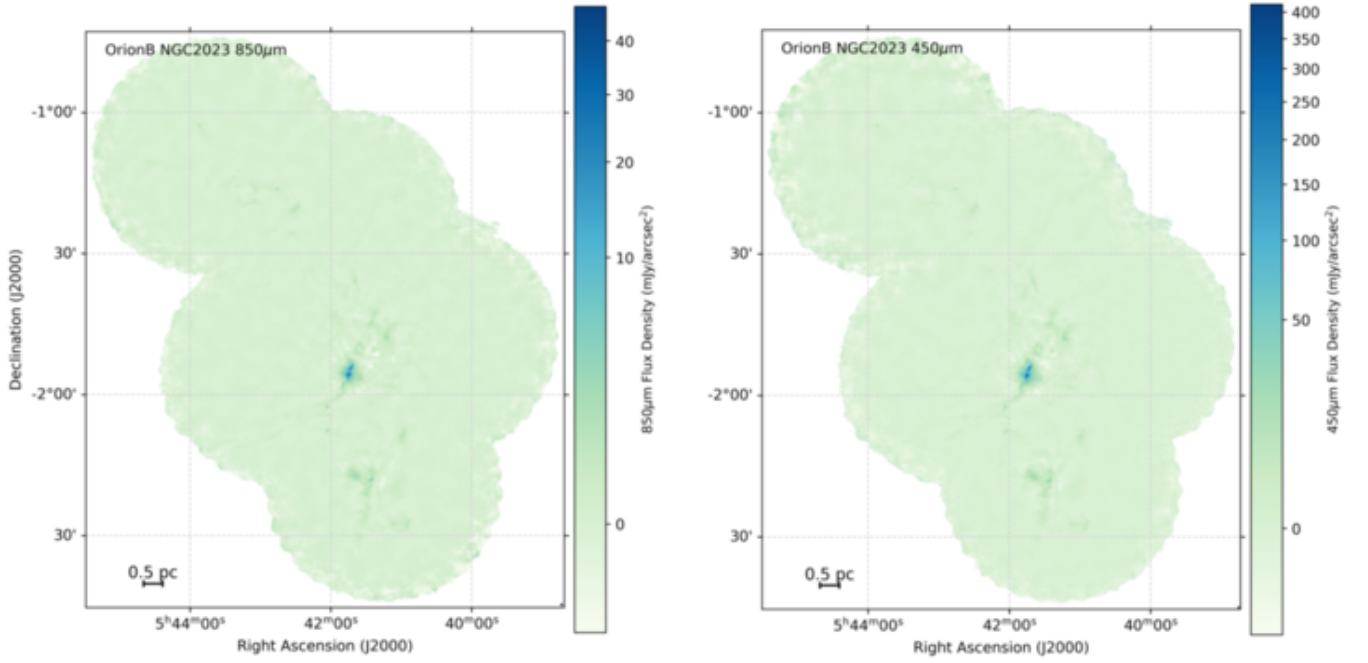 OrionB NGC2023 850μm
-1°00'
30'
-2°00'
30'
0.5 pc
5ʰ44ᵐ00ˢ
42ᵐ00ˢ
40ᵐ00ˢ
Right Ascension (J2000)
Declination (J2000)
40
30
20
10
0
850μm Flux Density (mJy/arcsec²)
OrionB NGC2023 450μm
-1°00'
30'
-2°00'
30'
0.5 pc
5ʰ44ᵐ00ˢ
42ᵐ00ˢ
40ᵐ00ˢ
Right Ascension (J2000)
400
350
300
250
200
150
100
50
0
450μm Flux Density (mJy/arcsec²)